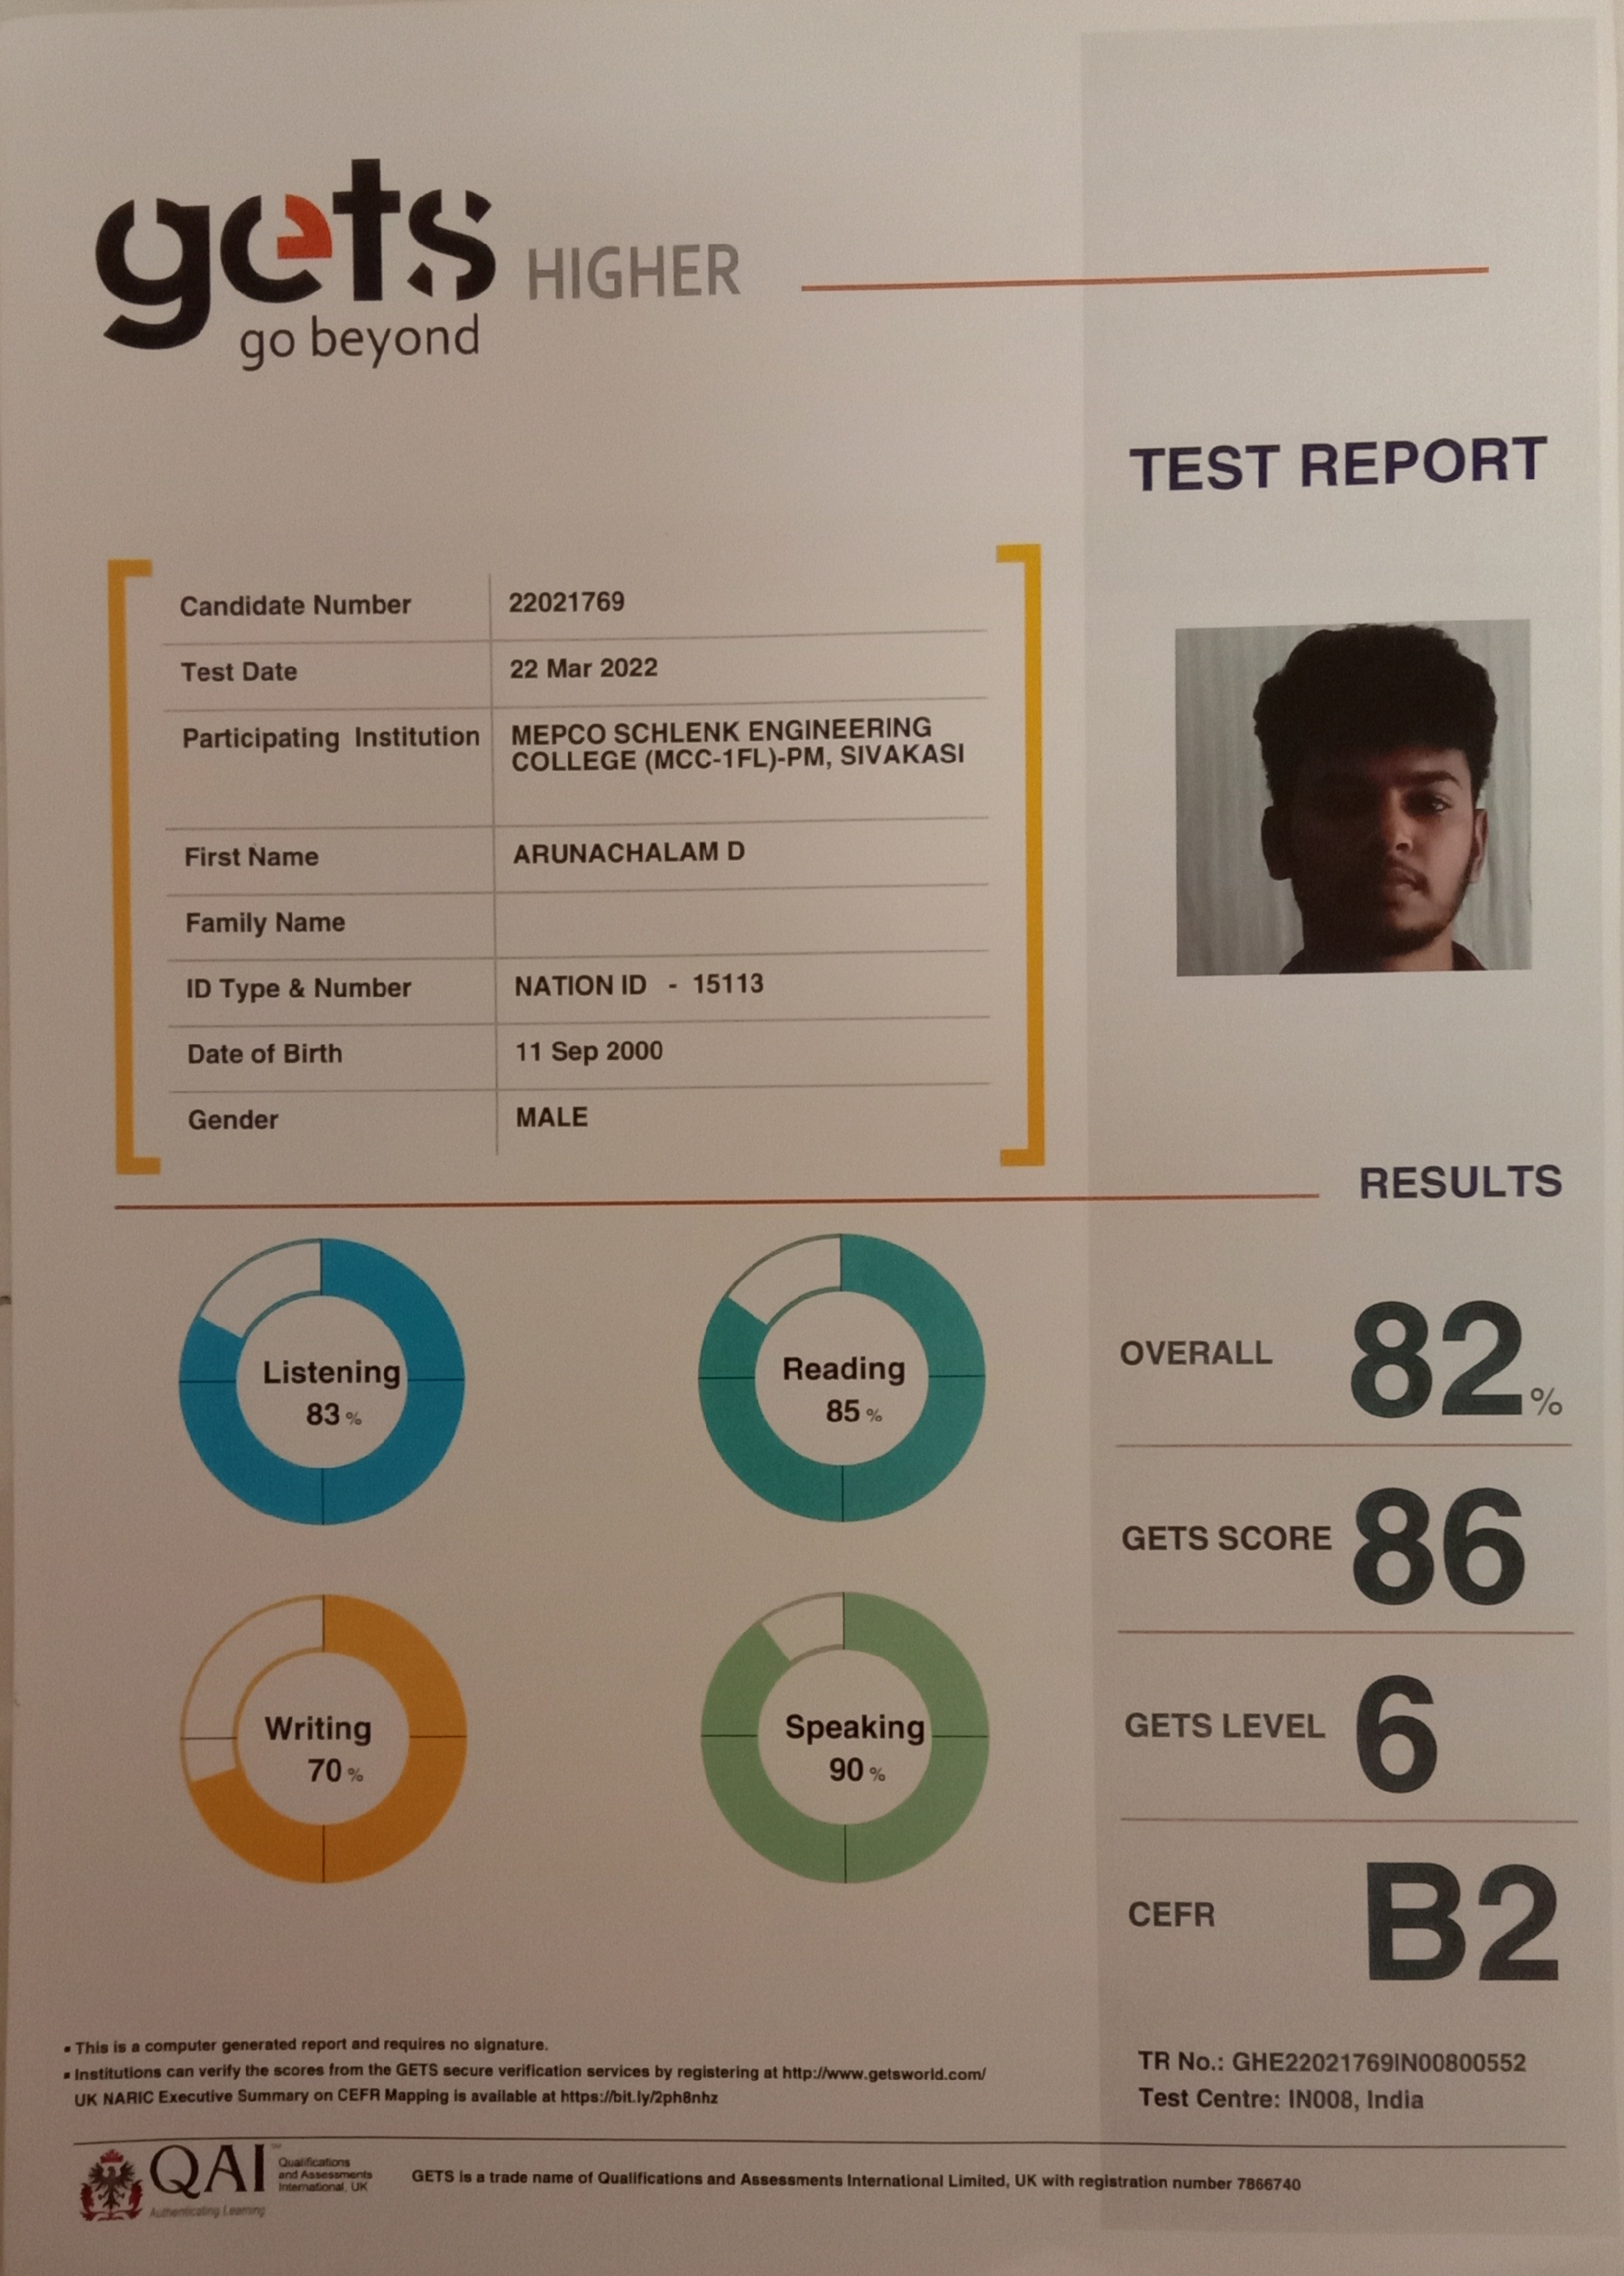 gets HIGHER
go beyond
TEST REPORT
Candidate Number 22021769
Test Date 22 Mar 2022
Participating Institution MEPCO SCHLENK ENGINEERING
COLLEGE (MCC-1FL)-PM, SIVAKASI
First Name ARUNACHALAM D
Family Name
ID Type & Number NATION ID - 15113
Date of Birth 11 Sep 2000
Gender MALE
RESULTS
Listening
83 %
Reading
85 %
Writing
70 %
Speaking
90 %
OVERALL 82 %
GETS SCORE 86
GETS LEVEL 6
CEFR B2
▪ This is a computer generated report and requires no signature.
▪ Institutions can verify the scores from the GETS secure verification services by registering at http://www.getsworld.com/
UK NARIC Executive Summary on CEFR Mapping is available at https://bit.ly/2ph8nhz
TR No.: GHE22021769IN00800552
Test Centre: IN008, India
QAI
Qualifications
and Assessments
International, UK
Authenticating Learning
GETS is a trade name of Qualifications and Assessments International Limited, UK with registration number 7866740